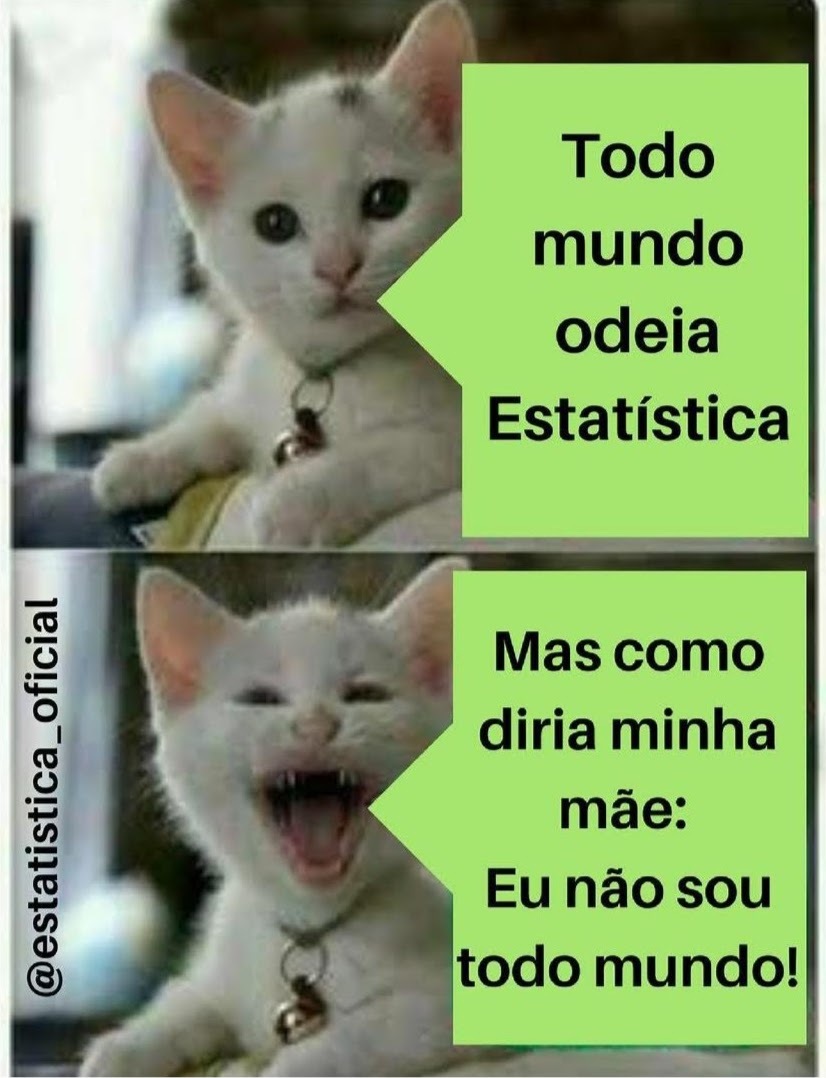 Todo
mundo
odeia
Estatística
Mas como
diria minha
mãe:
Eu não sou
todo mundo!
@estatistica_oficial